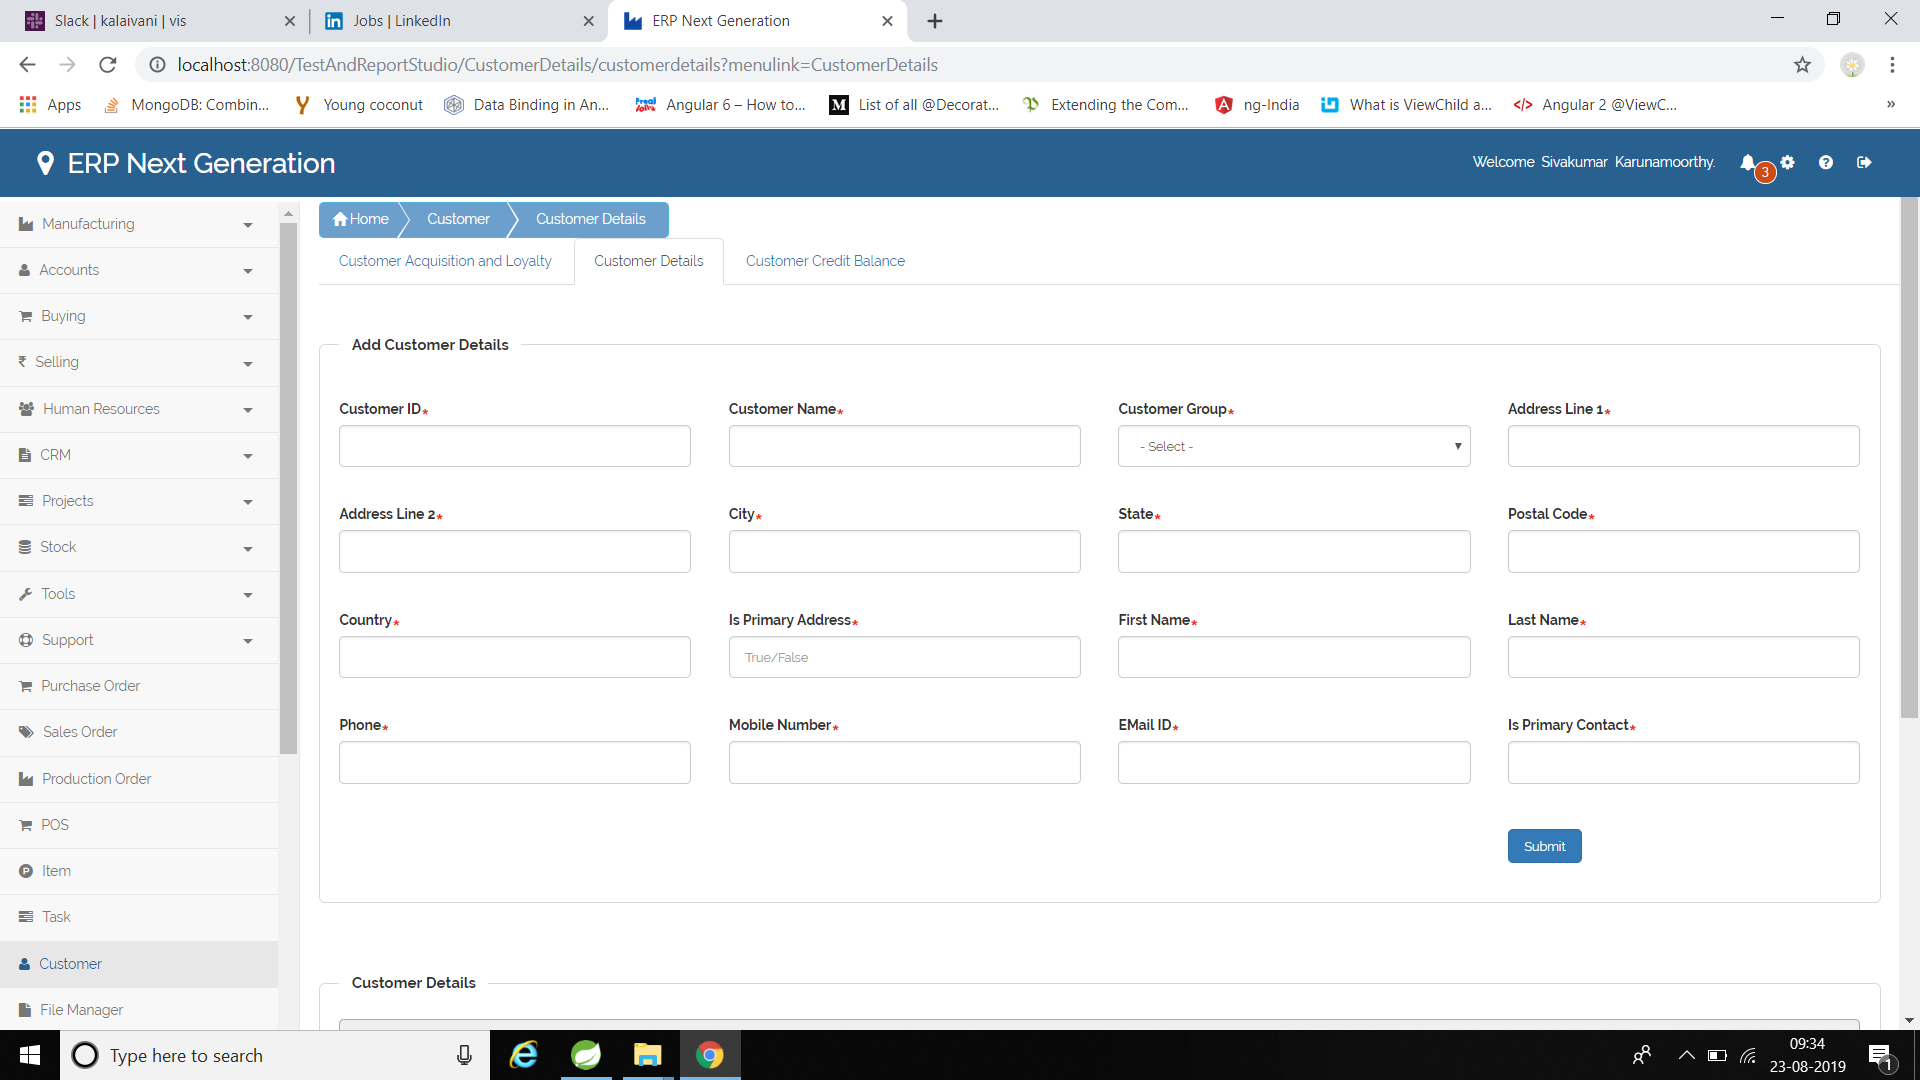 Slack | kalaivani | vis
Jobs | LinkedIn
ERP Next Generation
localhost:8080/TestAndReportStudio/CustomerDetails/customerdetails?menulink=CustomerDetails
Apps
MongoDB: Combin...
Young coconut
Data Binding in An...
Angular 6 – How to...
List of all @Decorat...
Extending the Com...
ng-India
What is ViewChild a...
Angular 2 @ViewC...
»
ERP Next Generation
Welcome Sivakumar Karunamoorthy.
3
Manufacturing
Accounts
Buying
Selling
Human Resources
CRM
Projects
Stock
Tools
Support
Purchase Order
Sales Order
Production Order
POS
Item
Task
Customer
File Manager
Home
Customer
Customer Details
Customer Acquisition and Loyalty
Customer Details
Customer Credit Balance
Add Customer Details
Customer ID*
Customer Name*
Customer Group*
Address Line 1*
- Select -
Address Line 2*
City*
State*
Postal Code*
Country*
Is Primary Address*
First Name*
Last Name*
True/False
Phone*
Mobile Number*
EMail ID*
Is Primary Contact*
Submit
Customer Details
Type here to search
09:34
23-08-2019
1